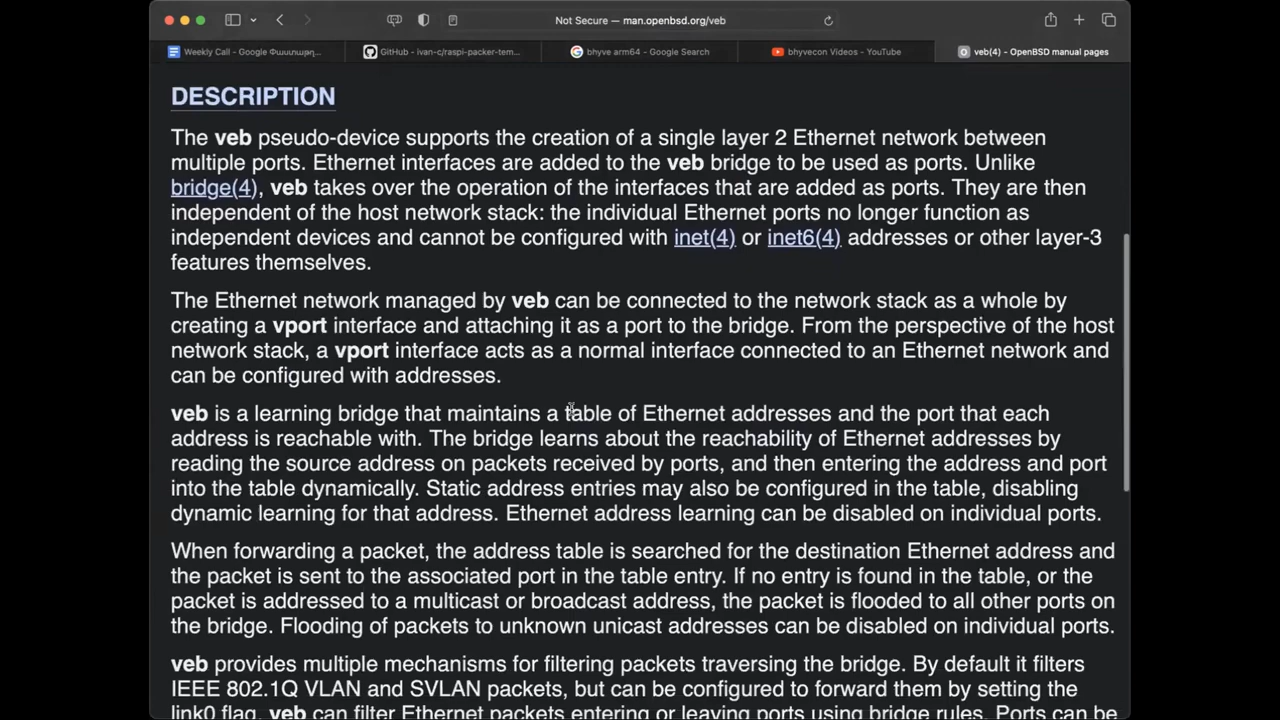 Not Secure — man.openbsd.org/veb
Weekly Call - Google Փաստաթղ...
GitHub - ivan-c/raspi-packer-tem...
bhyve arm64 - Google Search
bhyvecon Videos - YouTube
veb(4) - OpenBSD manual pages
DESCRIPTION
The veb pseudo-device supports the creation of a single layer 2 Ethernet network between
multiple ports. Ethernet interfaces are added to the veb bridge to be used as ports. Unlike
bridge(4), veb takes over the operation of the interfaces that are added as ports. They are then
independent of the host network stack: the individual Ethernet ports no longer function as
independent devices and cannot be configured with inet(4) or inet6(4) addresses or other layer-3
features themselves.
The Ethernet network managed by veb can be connected to the network stack as a whole by
creating a vport interface and attaching it as a port to the bridge. From the perspective of the host
network stack, a vport interface acts as a normal interface connected to an Ethernet network and
can be configured with addresses.
veb is a learning bridge that maintains a table of Ethernet addresses and the port that each
address is reachable with. The bridge learns about the reachability of Ethernet addresses by
reading the source address on packets received by ports, and then entering the address and port
into the table dynamically. Static address entries may also be configured in the table, disabling
dynamic learning for that address. Ethernet address learning can be disabled on individual ports.
When forwarding a packet, the address table is searched for the destination Ethernet address and
the packet is sent to the associated port in the table entry. If no entry is found in the table, or the
packet is addressed to a multicast or broadcast address, the packet is flooded to all other ports on
the bridge. Flooding of packets to unknown unicast addresses can be disabled on individual ports.
veb provides multiple mechanisms for filtering packets traversing the bridge. By default it filters
IEEE 802.1Q VLAN and SVLAN packets, but can be configured to forward them by setting the
link0 flag. veb can filter Ethernet packets entering or leaving ports using bridge rules. Ports can be